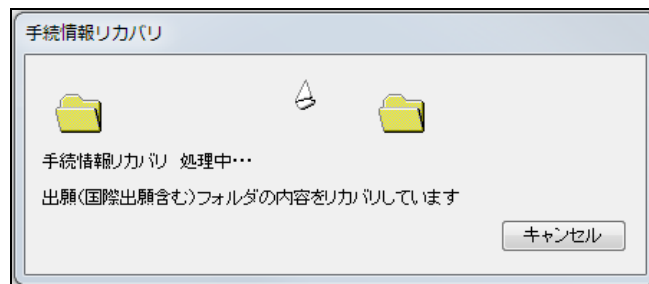 手続情報リカバリ
手続情報リカバリ 処理中・・・
出願(国際出願含む)フォルダの内容をリカバリしています
キャンセル